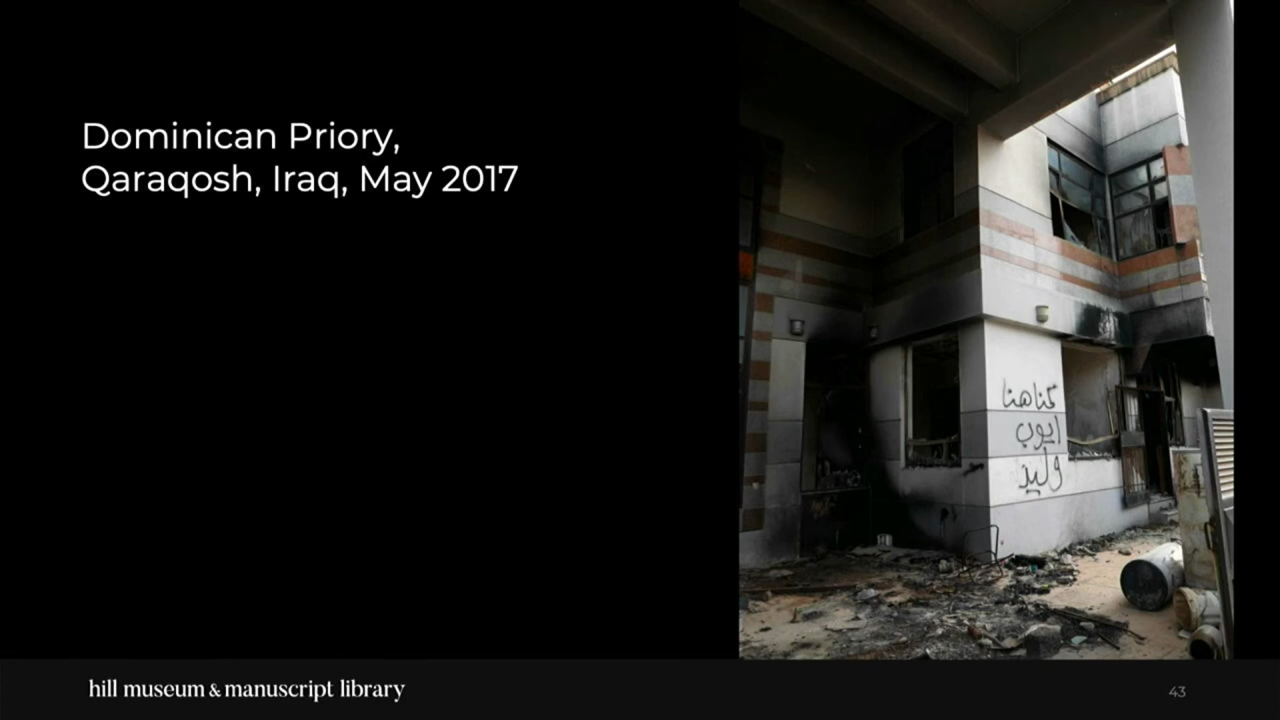 Dominican Priory,
Qaraqosh, Iraq, May 2017
كناهنا
ايوب
وليد
hill museum & manuscript library
43